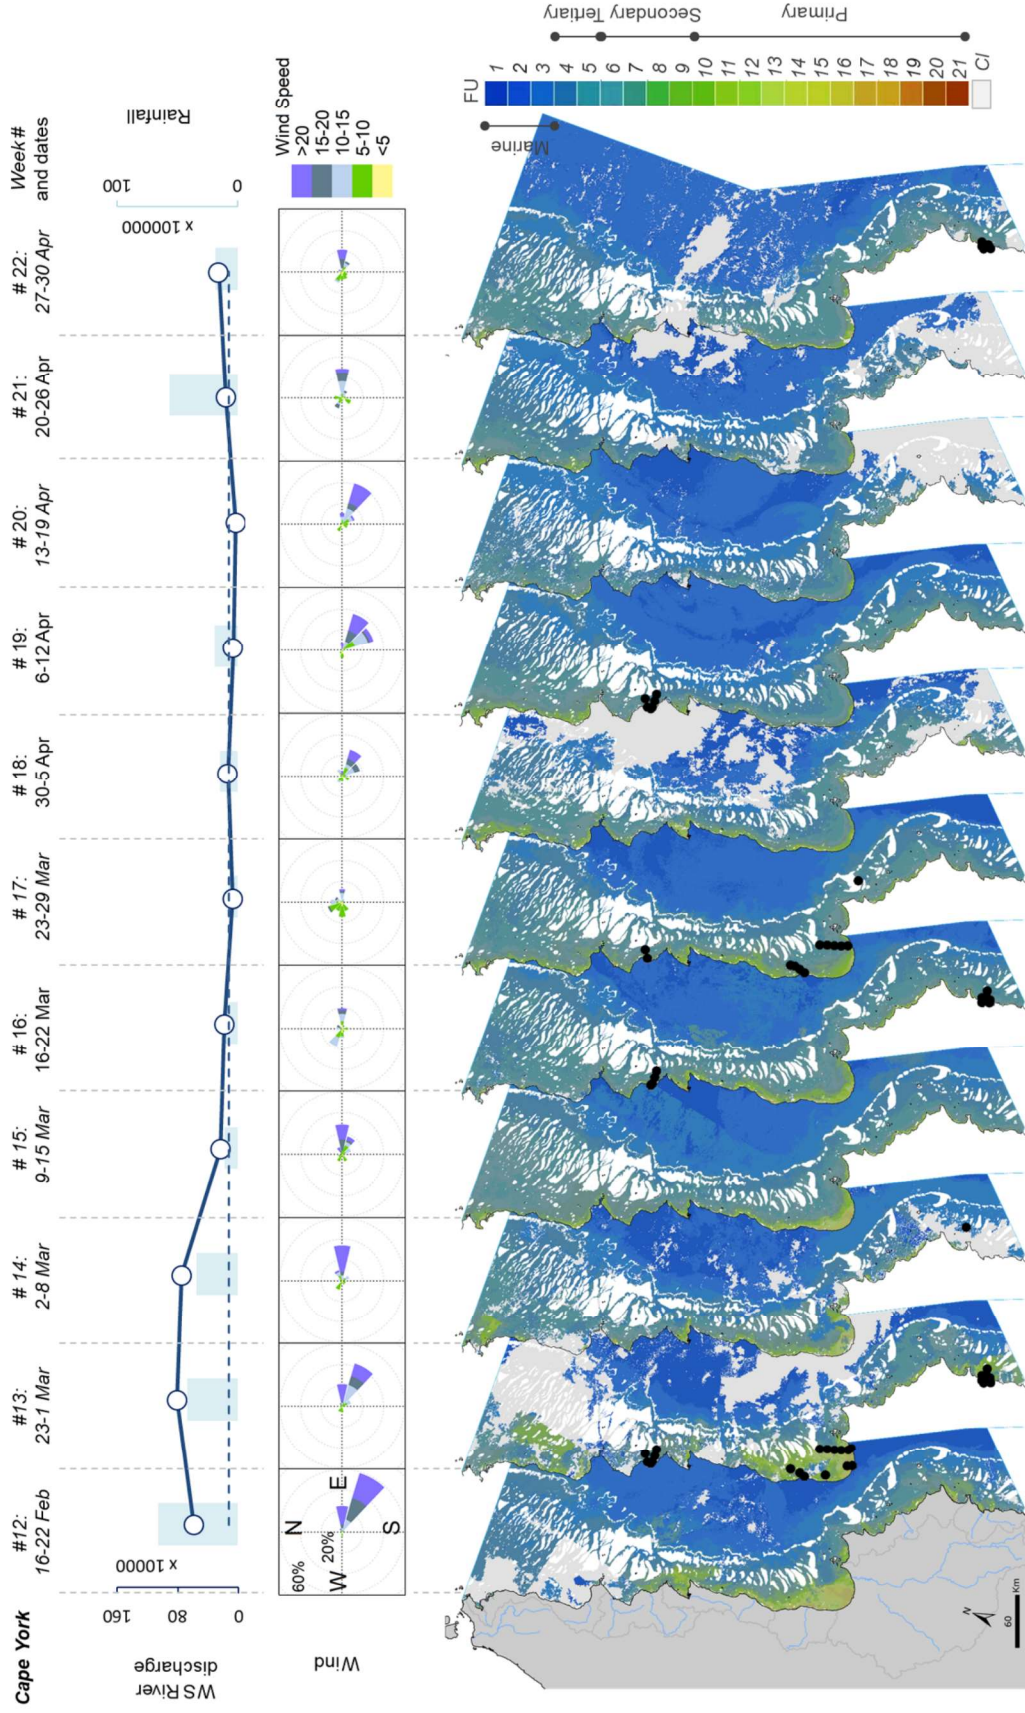 Cape York
#12:
16-22 Feb
#13:
23-1 Mar
# 14:
2-8 Mar
# 15:
9-15 Mar
# 16:
16-22 Mar
# 17:
23-29 Mar
# 18:
30-5 Apr
# 19:
6-12 Apr
# 20:
13-19 Apr
# 21:
20-26 Apr
# 22:
27-30 Apr
Week#
and dates
WS River
discharge
160
80
0
x 100000
x 100000
100
0
Rainfall
Wind
60%
20%
N
W
E
S
Wind Speed
>20
15-20
10-15
5-10
<5
FU
1
2
3
4
5
6
7
8
9
10
11
12
13
14
15
16
17
18
19
20
21
Cl
Marine
Tertiary
Secondary
Primary
N
60
Km